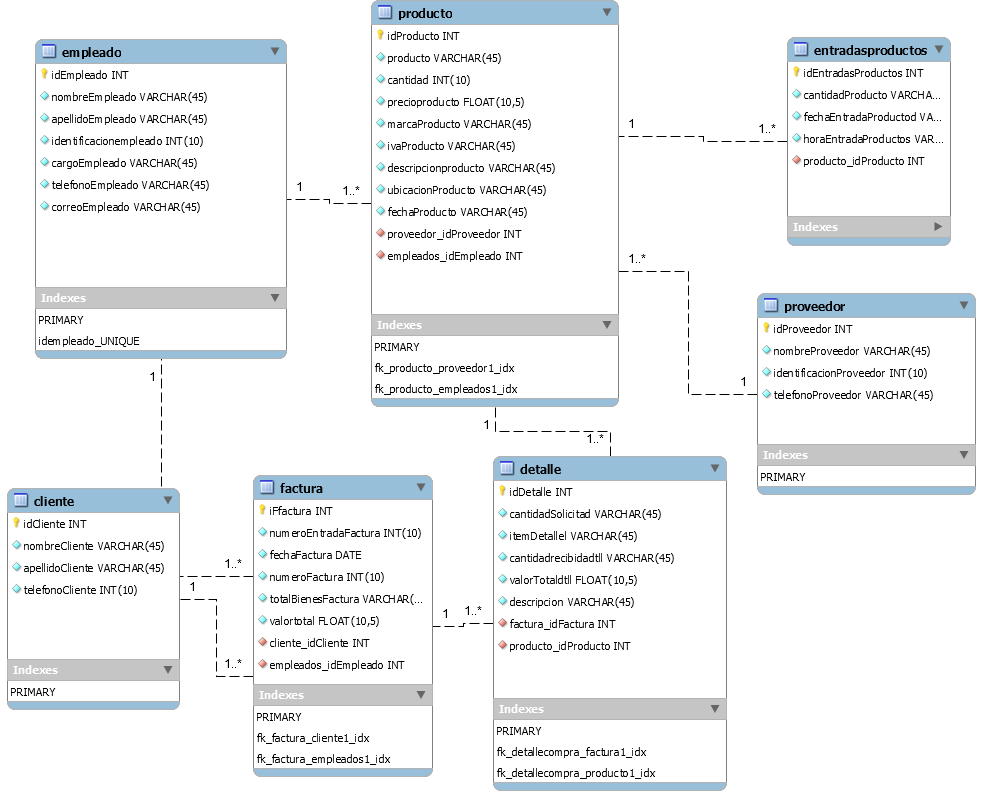 empleado
idEmpleado INT
nombreEmpleado VARCHAR(45)
apellidoEmpleado VARCHAR(45)
identificacionempleado INT(10)
cargoEmpleado VARCHAR(45)
telefonoEmpleado VARCHAR(45)
correoEmpleado VARCHAR(45)
Indexes
PRIMARY
idempleado_UNIQUE
1
1..*
producto
idProducto INT
producto VARCHAR(45)
cantidad INT(10)
precioproducto FLOAT(10,5)
marcaProducto VARCHAR(45)
ivaProducto VARCHAR(45)
descripcionproducto VARCHAR(45)
ubicacionProducto VARCHAR(45)
fechaProducto VARCHAR(45)
proveedor_idProveedor INT
empleados_idEmpleado INT
Indexes
PRIMARY
fk_producto_proveedor1_idx
fk_producto_empleados1_idx
1
1..*
entradasproductos
idEntradasProductos INT
cantidadProducto VARCHA...
fechaEntradaProductod VA...
horaEntradaProductos VAR...
producto_idProducto INT
Indexes
1..*
1
proveedor
idProveedor INT
nombreProveedor VARCHAR(45)
identificacionProveedor INT(10)
telefonoProveedor VARCHAR(45)
Indexes
PRIMARY
1
1
1..*
cliente
idCliente INT
nombreCliente VARCHAR(45)
apellidoCliente VARCHAR(45)
telefonoCliente INT(10)
Indexes
PRIMARY
1..*
1
1..*
factura
iFfactura INT
numeroEntradaFactura INT(10)
fechaFactura DATE
numeroFactura INT(10)
totalBienesFactura VARCHAR(...
valortotal FLOAT(10,5)
cliente_idCliente INT
empleados_idEmpleado INT
Indexes
PRIMARY
fk_factura_cliente1_idx
fk_factura_empleados1_idx
1
1..*
detalle
idDetalle INT
cantidadSolicitad VARCHAR(45)
itemDetallel VARCHAR(45)
cantidadrecibidadtll VARCHAR(45)
valorTotaldtll FLOAT(10,5)
descripcion VARCHAR(45)
factura_idFactura INT
producto_idProducto INT
Indexes
PRIMARY
fk_detallecompra_factura1_idx
fk_detallecompra_producto1_idx